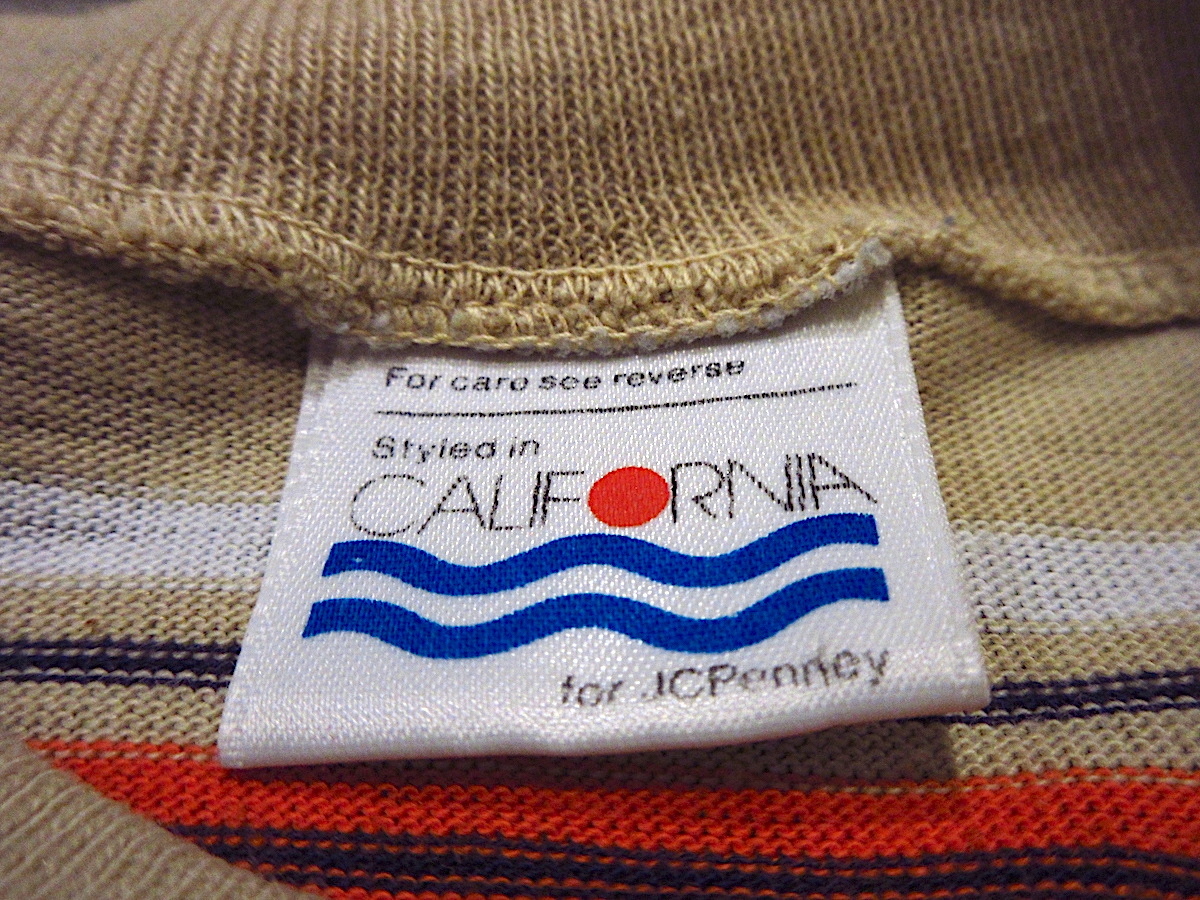 For care see reverse
Styled in
CALIFORNIA
for JCPenney